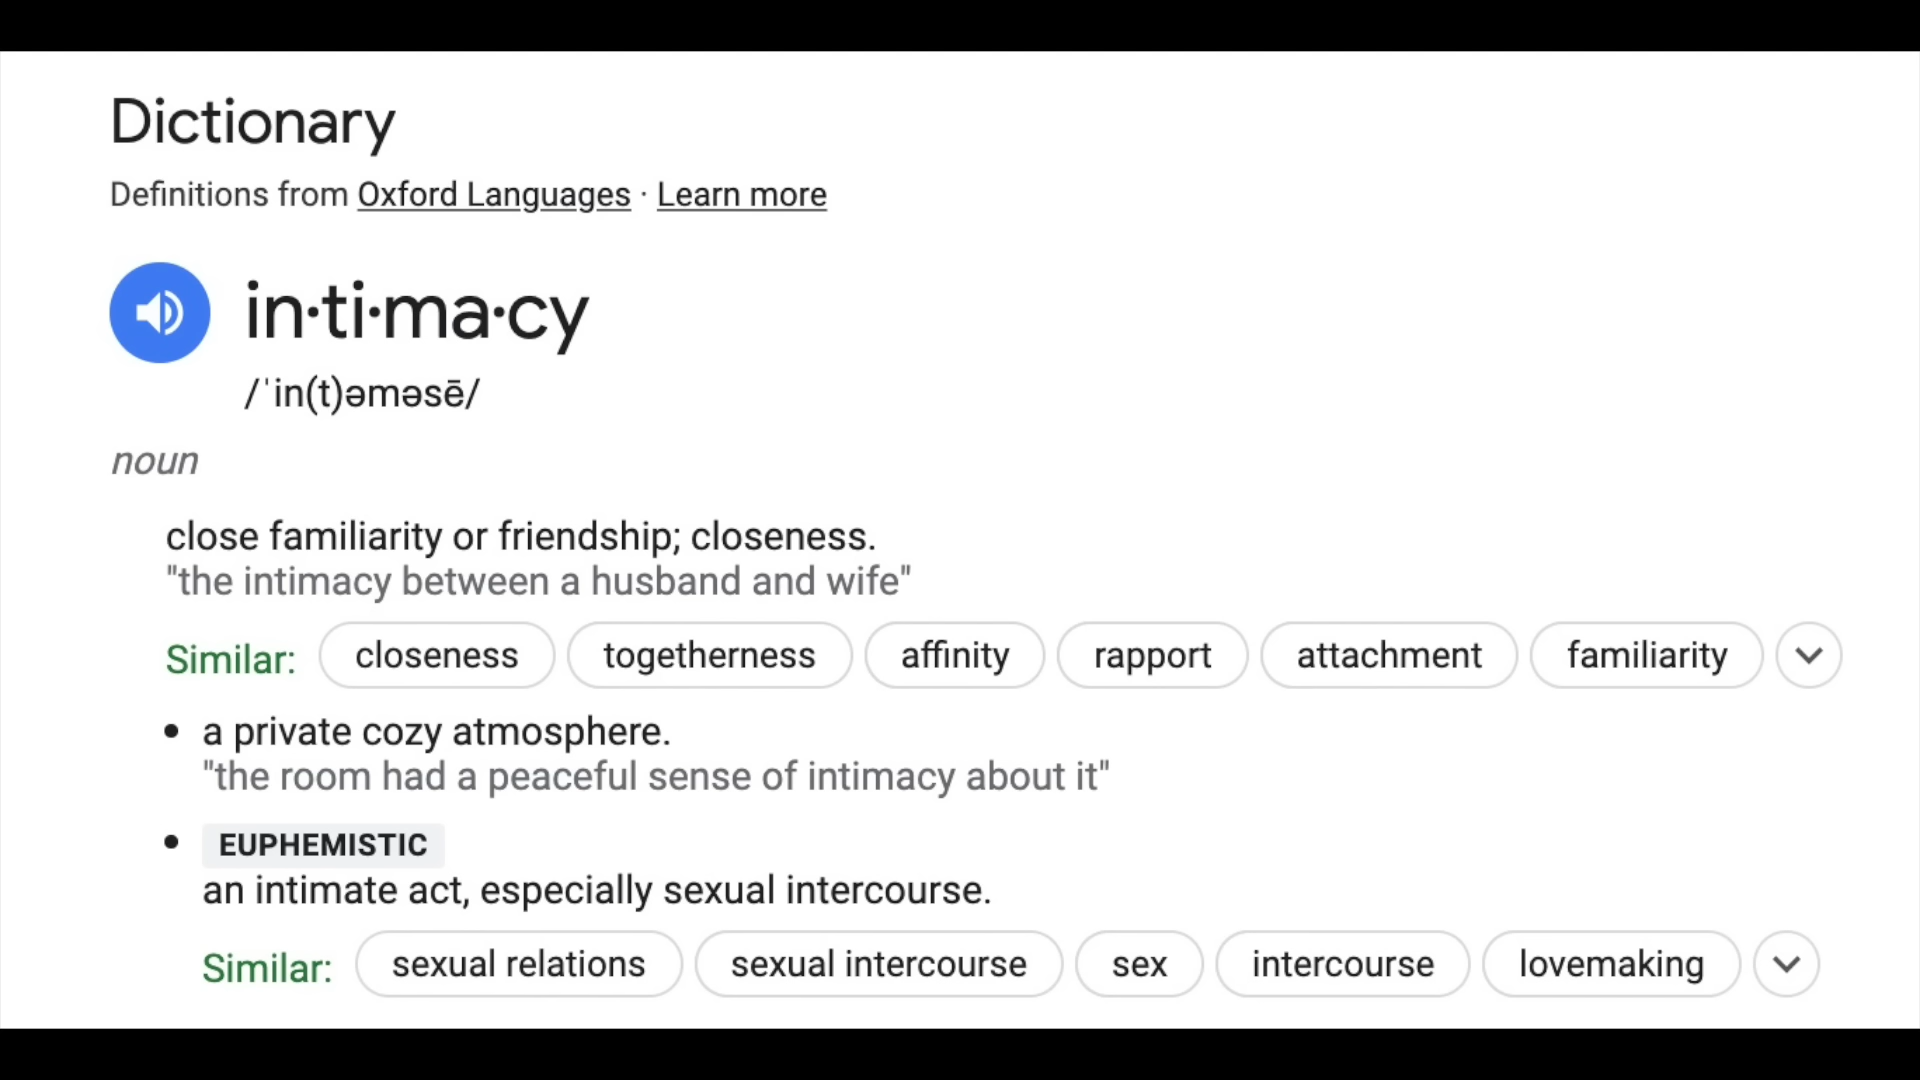 Dictionary
Definitions from Oxford Languages · Learn more
in·ti·ma·cy
/ˈin(t)əməsē/
noun
close familiarity or friendship; closeness.
"the intimacy between a husband and wife"
Similar: closeness togetherness affinity rapport attachment familiarity
• a private cozy atmosphere.
"the room had a peaceful sense of intimacy about it"
• EUPHEMISTIC
an intimate act, especially sexual intercourse.
Similar: sexual relations sexual intercourse sex intercourse lovemaking